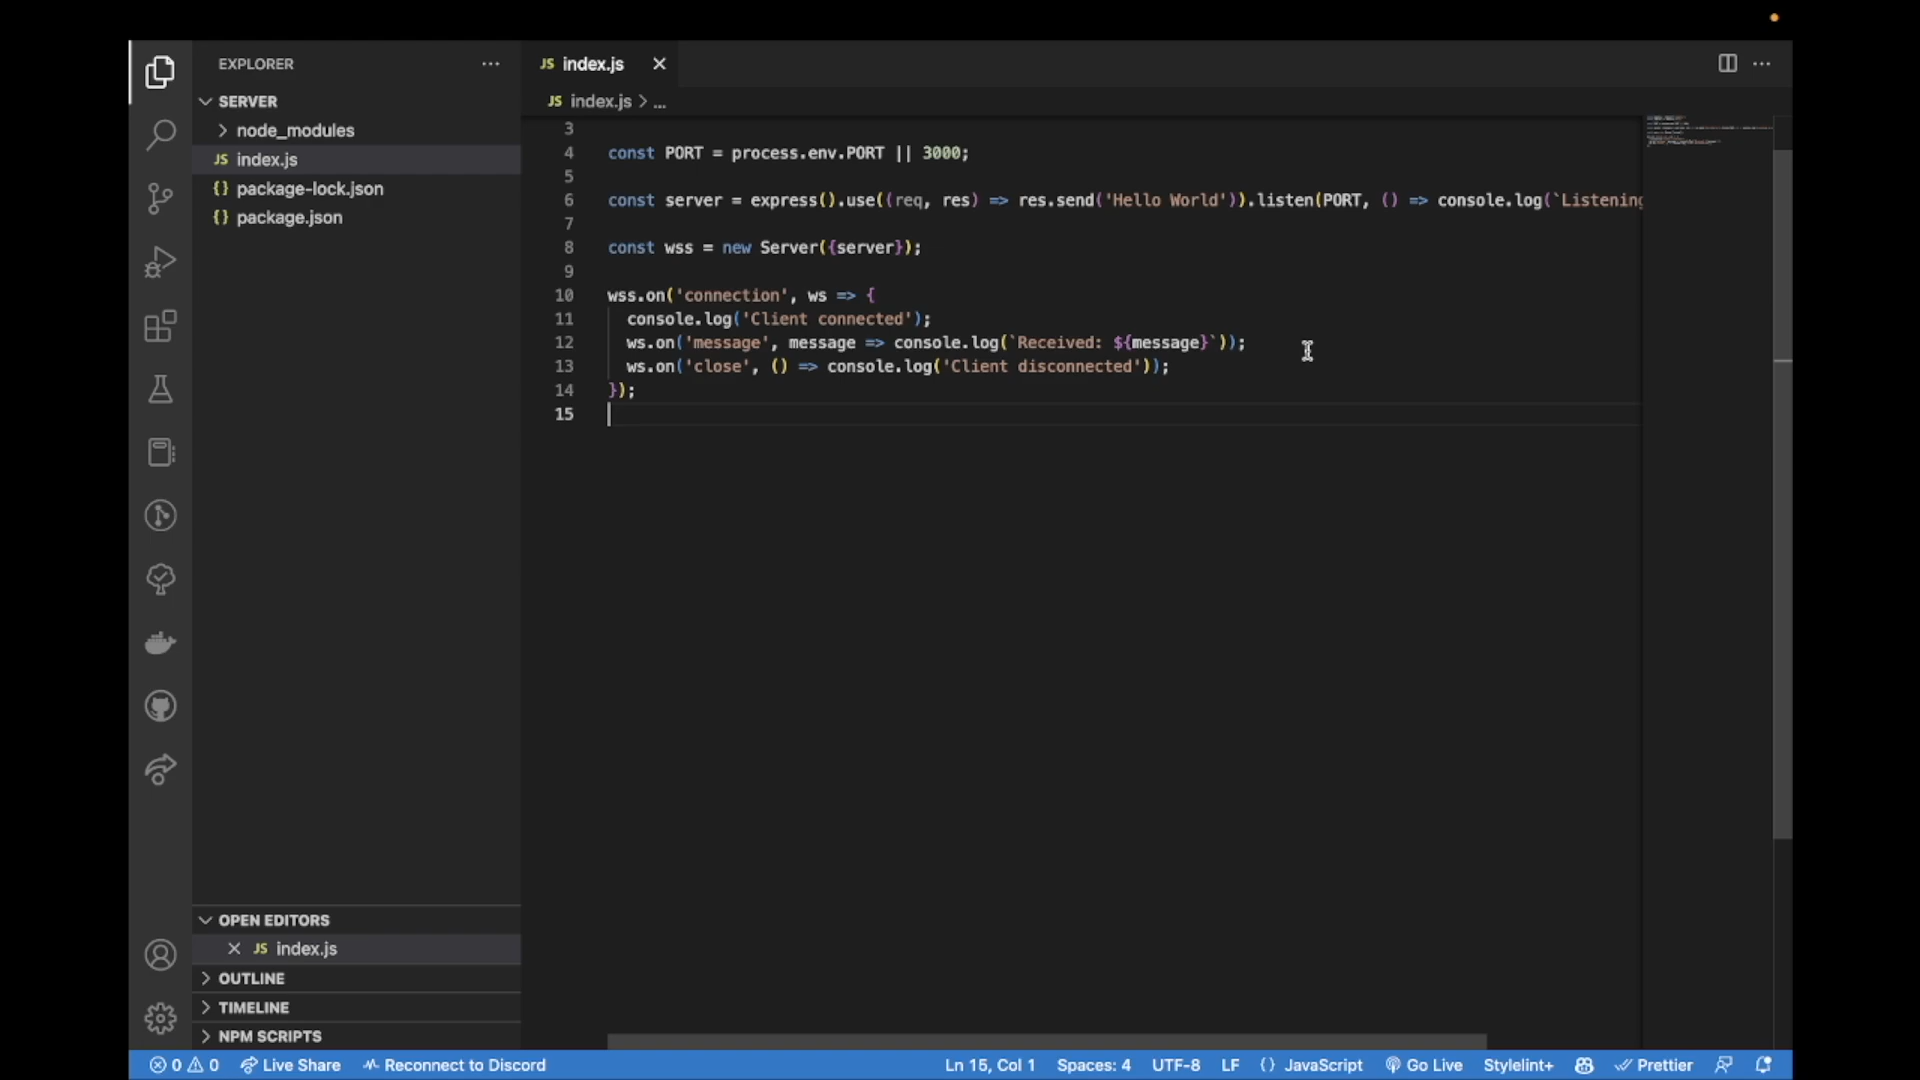 EXPLORER
SERVER
node_modules
JS index.js
{} package-lock.json
{} package.json
JS index.js
JS index.js > ...
3
4 const PORT = process.env.PORT || 3000;
5
6 const server = express().use((req, res) => res.send('Hello World')).listen(PORT, () => console.log(`Listening
7
8 const wss = new Server({server});
9
10 wss.on('connection', ws => {
11 console.log('Client connected');
12 ws.on('message', message => console.log(`Received: ${message}`));
13 ws.on('close', () => console.log('Client disconnected'));
14 });
15
OPEN EDITORS
JS index.js
OUTLINE
TIMELINE
NPM SCRIPTS
0 0 Live Share Reconnect to Discord Ln 15, Col 1 Spaces: 4 UTF-8 LF {} JavaScript Go Live Stylelint+ Prettier